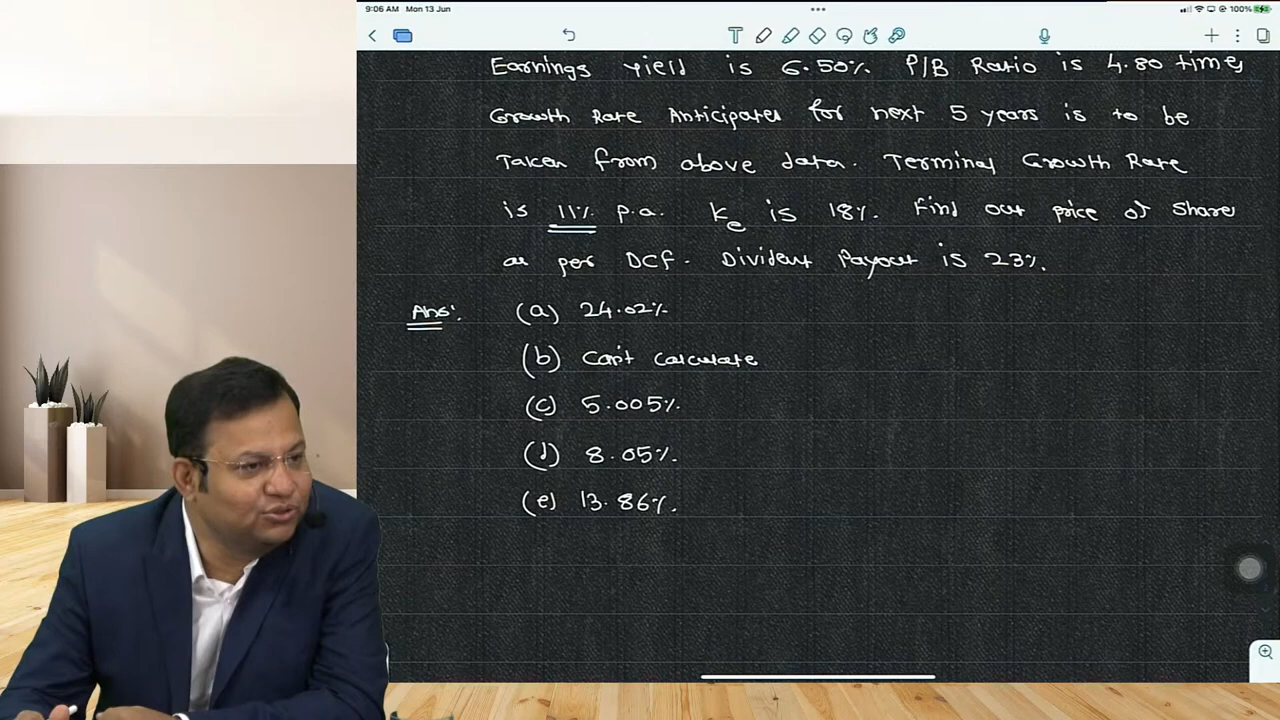 9:06 AM Mon 13 Jun
100%
Earnings Yield is 6.50% P/B Ratio is 4.80 times
Growth Rate Anticipated for next 5 years is to be
Taken from above data. Terminal Growth Rate
is 11% p.a. Ke is 18%. Find out price of share
as per DCF. Dividend Payout is 23%.
Ans: (a) 24.02%
(b) Can't calculate
(c) 5.005%
(d) 8.05%
(e) 13.86%